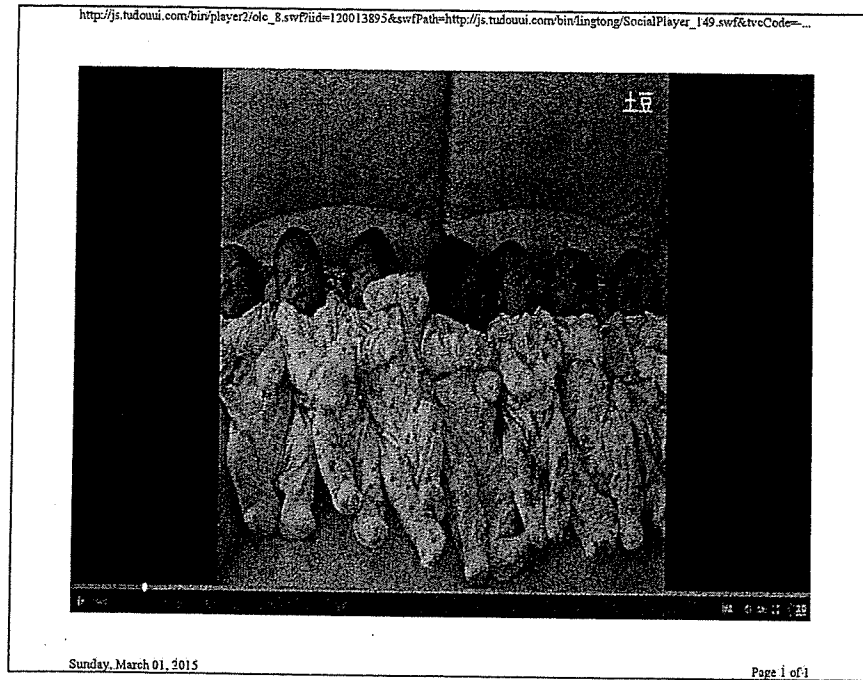 http://js.tudouui.com/bin/player2/olc_8.swf?iid=120013895&swfPath=http://js.tudouui.com/bin/lingtong/SocialPlayer_149.swf&tvcCode=-...
土豆
Sunday, March 01, 2015
Page 1 of 1